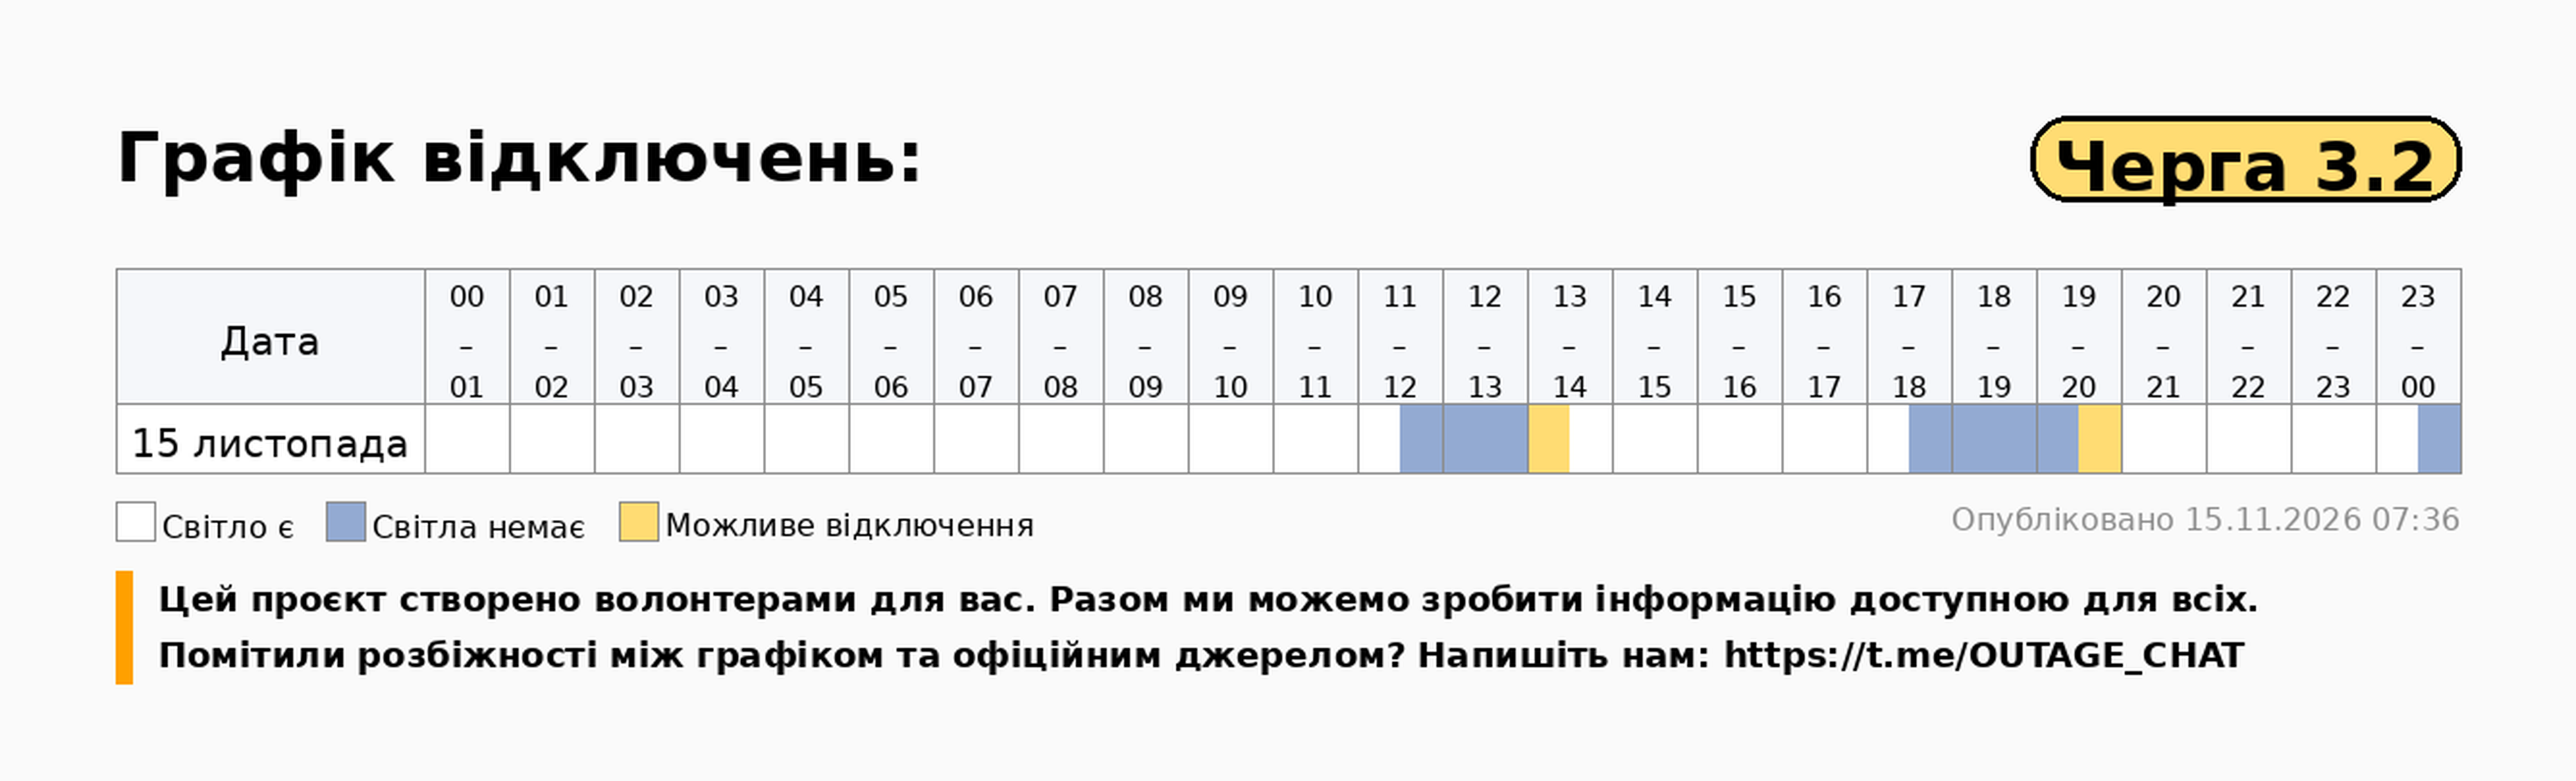 Графік відключень:
Черга 3.2
Дата
00 – 01
01 – 02
02 – 03
03 – 04
04 – 05
05 – 06
06 – 07
07 – 08
08 – 09
09 – 10
10 – 11
11 – 12
12 – 13
13 – 14
14 – 15
15 – 16
16 – 17
17 – 18
18 – 19
19 – 20
20 – 21
21 – 22
22 – 23
23 – 00
15 листопада
Світло є
Світла немає
Можливе відключення
Опубліковано 15.11.2026 07:36
Цей проєкт створено волонтерами для вас. Разом ми можемо зробити інформацію доступною для всіх.
Помітили розбіжності між графіком та офіційним джерелом? Напишіть нам: https://t.me/OUTAGE_CHAT